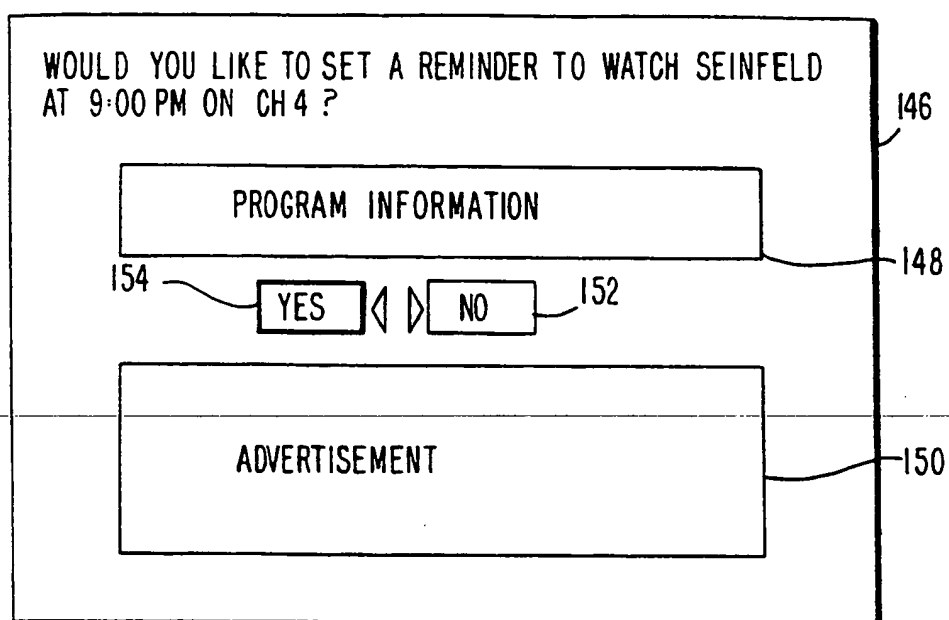 WOULD YOU LIKE TO SET A REMINDER TO WATCH SEINFELD
AT 9:00 PM ON CH 4 ?
146
PROGRAM INFORMATION
148
154
YES
NO
152
ADVERTISEMENT
150